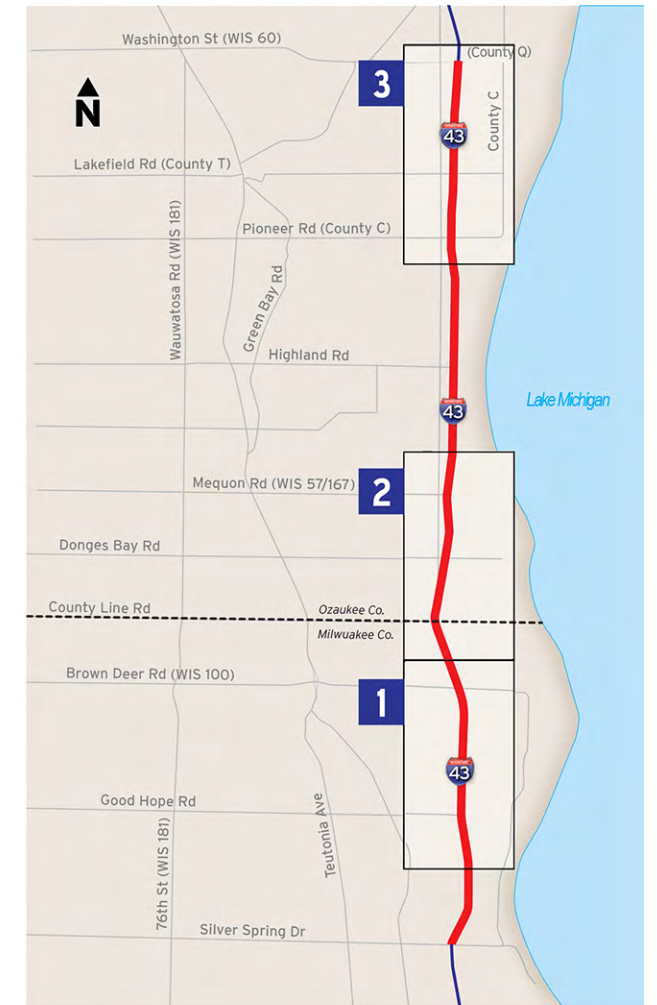 Washington St (WIS 60)
(County Q)
3
N
43
County C
Lakefield Rd (County T)
Wauwatosa Rd (WIS 181)
Pioneer Rd (County C)
Green Bay Rd
Highland Rd
43
Lake Michigan
2
Mequon Rd (WIS 57/167)
Donges Bay Rd
County Line Rd
Ozaukee Co.
Milwuakee Co.
Brown Deer Rd (WIS 100)
1
43
Good Hope Rd
Teutonia Ave
76th St (WIS 181)
Silver Spring Dr